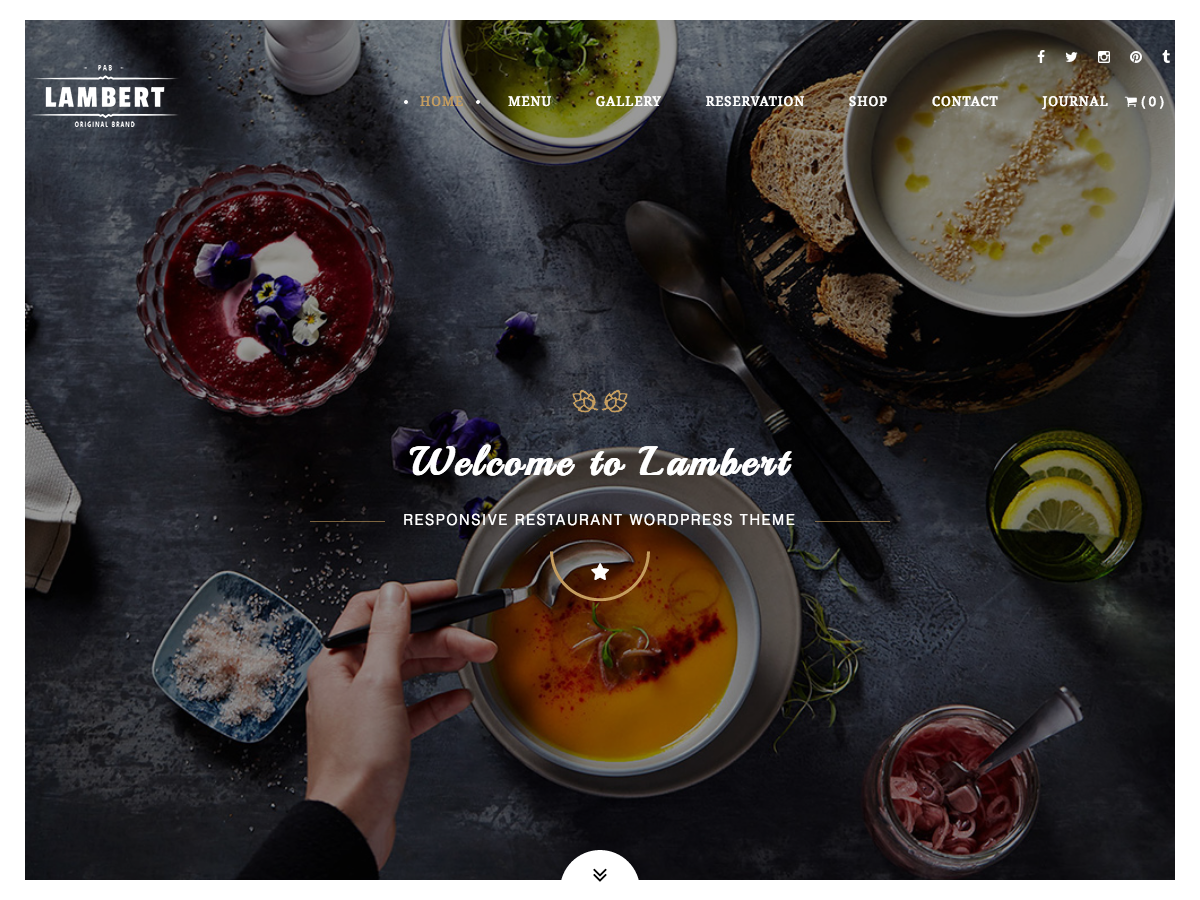 PAB
LAMBERT
ORIGINAL BRAND
HOME MENU GALLERY RESERVATION SHOP CONTACT JOURNAL (0)
Welcome to Lambert
RESPONSIVE RESTAURANT WORDPRESS THEME